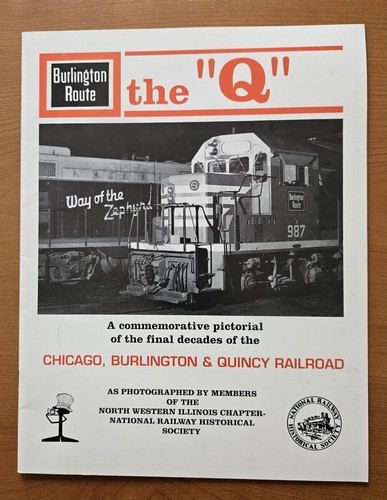 Burlington
Route
the "Q"
Way of the
Zephyrs
Burlington
Route
987
A commemorative pictorial
of the final decades of the
CHICAGO, BURLINGTON & QUINCY RAILROAD
AS PHOTOGRAPHED BY MEMBERS
OF THE
NORTH WESTERN ILLINOIS CHAPTER-
NATIONAL RAILWAY HISTORICAL
SOCIETY
NATIONAL RAILWAY
HISTORICAL SOCIETY